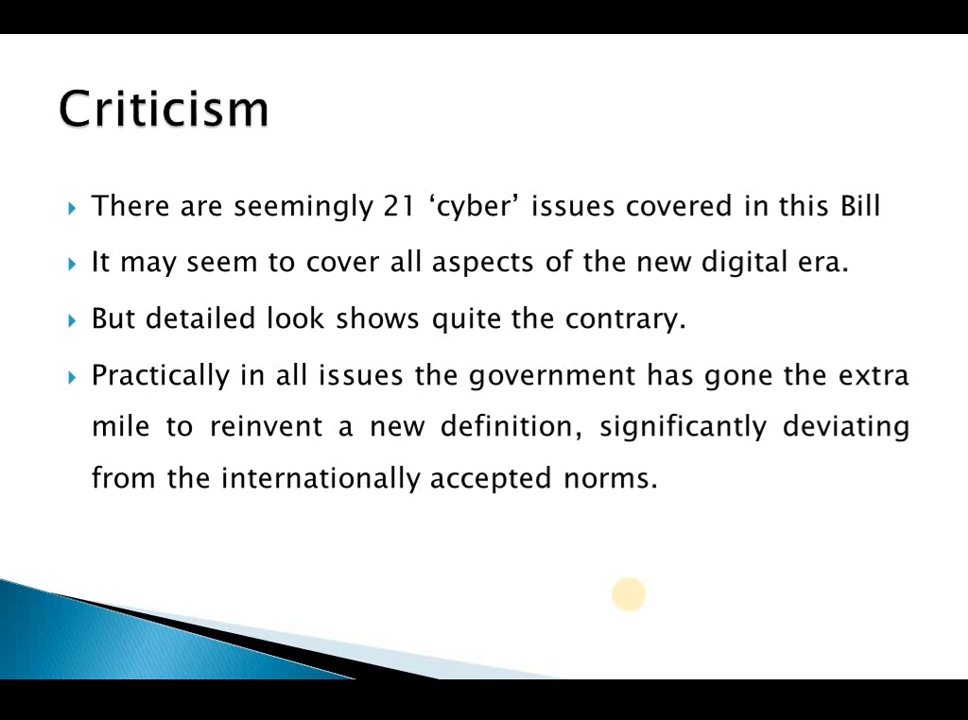 Criticism
There are seemingly 21 ‘cyber’ issues covered in this Bill
It may seem to cover all aspects of the new digital era.
But detailed look shows quite the contrary.
Practically in all issues the government has gone the extra
mile to reinvent a new definition, significantly deviating
from the internationally accepted norms.